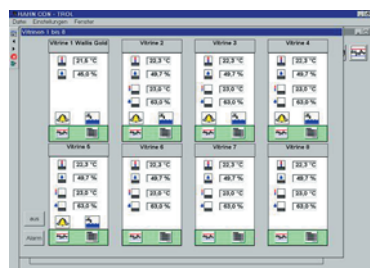 HAHN CON - TROL
Datei Einstellungen Fenster
Vitrinen 1 bis 8
Vitrine 1 Wallis Gold
Vitrine 2
Vitrine 3
Vitrine 4
21,5 °C
22,3 °C
22,3 °C
22,3 °C
45,0 %
49,7 %
49,7 %
49,7 %
23,0 °C
23,0 °C
23,0 °C
63,0 %
63,0 %
63,0 %
Vitrine 5
Vitrine 6
Vitrine 7
Vitrine 8
22,3 °C
22,3 °C
22,3 °C
22,3 °C
49,7 %
49,7 %
49,7 %
49,7 %
23,0 °C
23,0 °C
23,0 °C
23,0 °C
63,0 %
63,0 %
63,0 %
63,0 %
Alarm